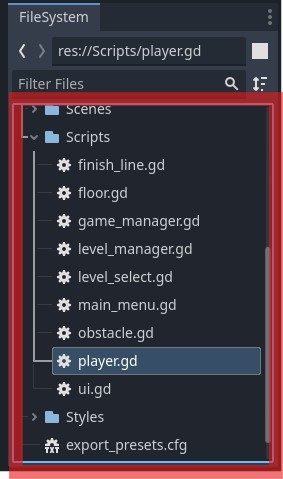 FileSystem
res://Scripts/player.gd
Filter Files
Scenes
Scripts
finish_line.gd
floor.gd
game_manager.gd
level_manager.gd
level_select.gd
main_menu.gd
obstacle.gd
player.gd
ui.gd
Styles
export_presets.cfg